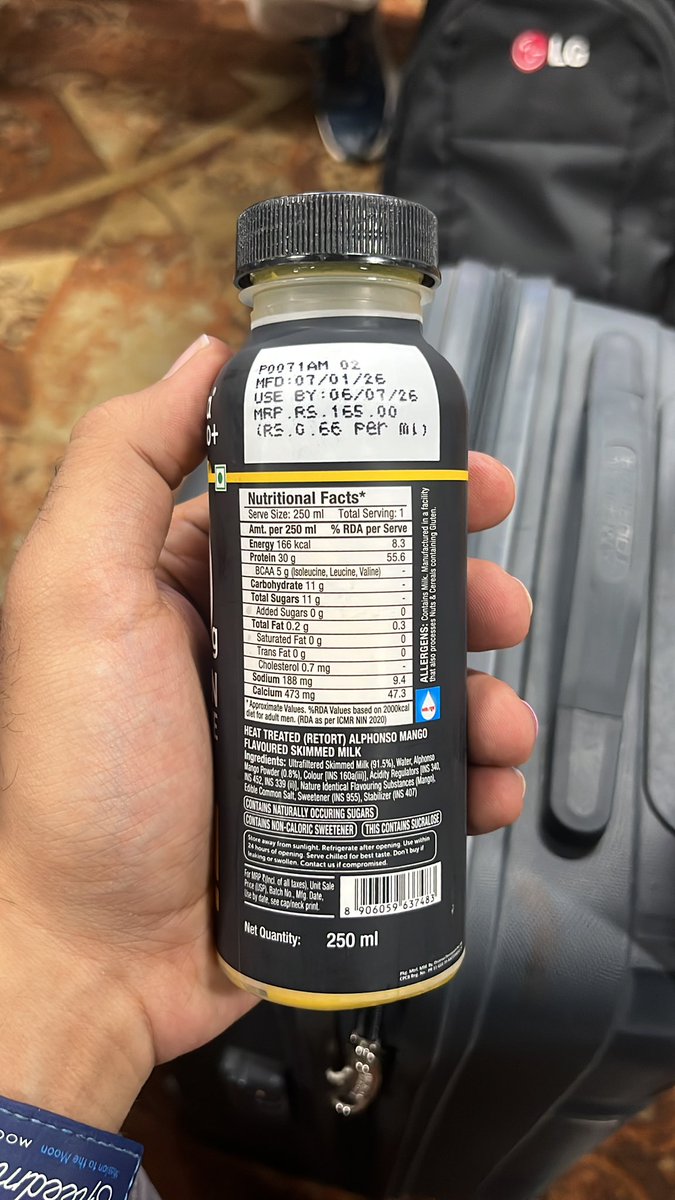 LG
P0071AM 02
MFD:07/01/26
USE BY:06/07/26
MRP.RS.165.00
(RS.0.66 Per ml)
Nutritional Facts*
Serve Size: 250 ml Total Serving: 1
Amt. per 250 ml % RDA per Serve
Energy 166 kcal 8.3
Protein 30 g 55.6
BCAA 5 g (Isoleucine, Leucine, Valine) -
Carbohydrate 11 g -
Total Sugars 11 g -
Added Sugars 0 g 0
Total Fat 0.2 g 0.3
Saturated Fat 0 g 0
Trans Fat 0 g 0
Cholesterol 0.7 mg -
Sodium 188 mg 9.4
Calcium 473 mg 47.3
*Approximate Values. %RDA Values based on 2000kcal
diet for adult men. (RDA as per ICMR NIN 2020)
ALLERGENS: Contains Milk. Manufactured in a facility
that also processes Nuts & Cereals containing Gluten.
HEAT TREATED (RETORT) ALPHONSO MANGO
FLAVOURED SKIMMED MILK
Ingredients: Ultrafiltered Skimmed Milk (91.5%), Water, Alphonso
Mango Powder (0.8%), Colour [INS 160a(iii)], Acidity Regulators [INS 340,
INS 452, INS 339 (ii)], Nature Identical Flavouring Substances (Mango),
Edible Common Salt, Sweetener (INS 955), Stabilizer (INS 407)
CONTAINS NATURALLY OCCURING SUGARS
CONTAINS NON-CALORIC SWEETENER THIS CONTAINS SUCRALOSE
Store away from sunlight. Refrigerate after opening. Use within
24 hours of opening. Serve chilled for best taste. Don't buy if
leaking or swollen. Contact us if compromised.
For MRP ₹(Incl. of all taxes), Unit Sale
Price (USP), Batch No., Mfg. Date,
Use by date, see cap/neck print.
8 906059 637483
Net Quantity: 250 ml
Mission to the Moon
MOO